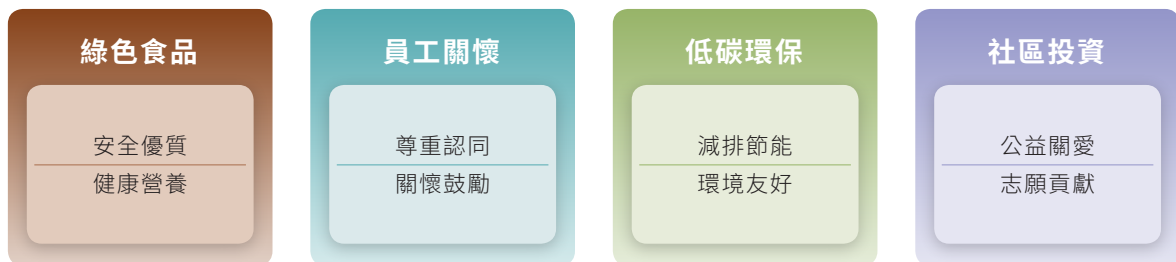 綠色食品
安全優質
健康營養
員工關懷
尊重認同
關懷鼓勵
低碳環保
減排節能
環境友好
社區投資
公益關愛
志願貢獻